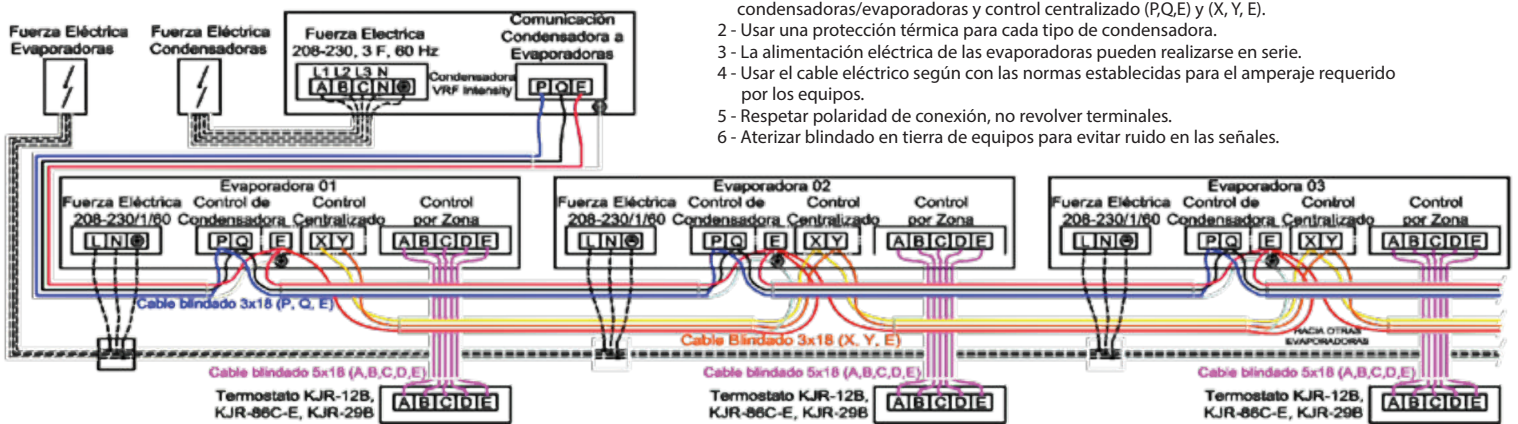 condensadoras/evaporadoras y control centralizado (P,Q,E) y (X, Y, E).
2 - Usar una protección térmica para cada tipo de condensadora.
3 - La alimentación eléctrica de las evaporadoras pueden realizarse en serie.
4 - Usar el cable eléctrico según con las normas establecidas para el amperaje requerido
por los equipos.
5 - Respetar polaridad de conexión, no revolver terminales.
6 - Aterizar blindado en tierra de equipos para evitar ruido en las señales.
Fuerza Eléctrica
Evaporadoras
Fuerza Eléctrica
Condensadoras
Fuerza Electrica
208-230, 3 F, 60 Hz
L1 L2 L3 N
A B C N
Condensadora
VRF Intensity
Comunicación
Condensadora a
Evaporadoras
P Q E
Evaporadora 01
Fuerza Eléctrica
208-230/1/60
L N
Control de
Condensadora
P Q E
Control
Centralizado
X Y
Control
por Zona
A B C D E
Evaporadora 02
Fuerza Eléctrica
208-230/1/60
L N
Control de
Condensadora
P Q E
Control
Centralizado
X Y
Control
por Zona
A B C D E
Evaporadora 03
Fuerza Eléctrica
208-230/1/60
L N
Control de
Condensadora
P Q E
Control
Centralizado
X Y
Control
por Zona
A B C D E
Cable blindado 3x18 (P, Q, E)
Cable Blindado 3x18 (X, Y, E)
HACIA OTRAS
EVAPORADORAS
Cable blindado 5x18 (A,B,C,D,E)
Termostato KJR-12B,
KJR-86C-E, KJR-29B
A B C D E
Cable blindado 5x18 (A,B,C,D,E)
Termostato KJR-12B,
KJR-86C-E, KJR-29B
A B C D E
Cable blindado 5x18 (A,B,C,D,E)
Termostato KJR-12B,
KJR-86C-E, KJR-29B
A B C D E